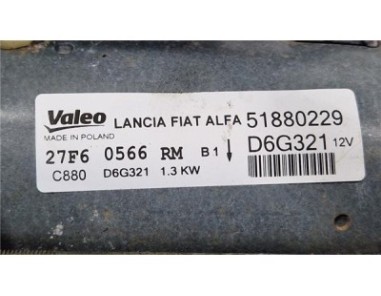 Valeo LANCIA FIAT ALFA 51880229
MADE IN POLAND
27F6 0566 RM B1 ↓ D6G321 12V
C880 D6G321 1.3 KW